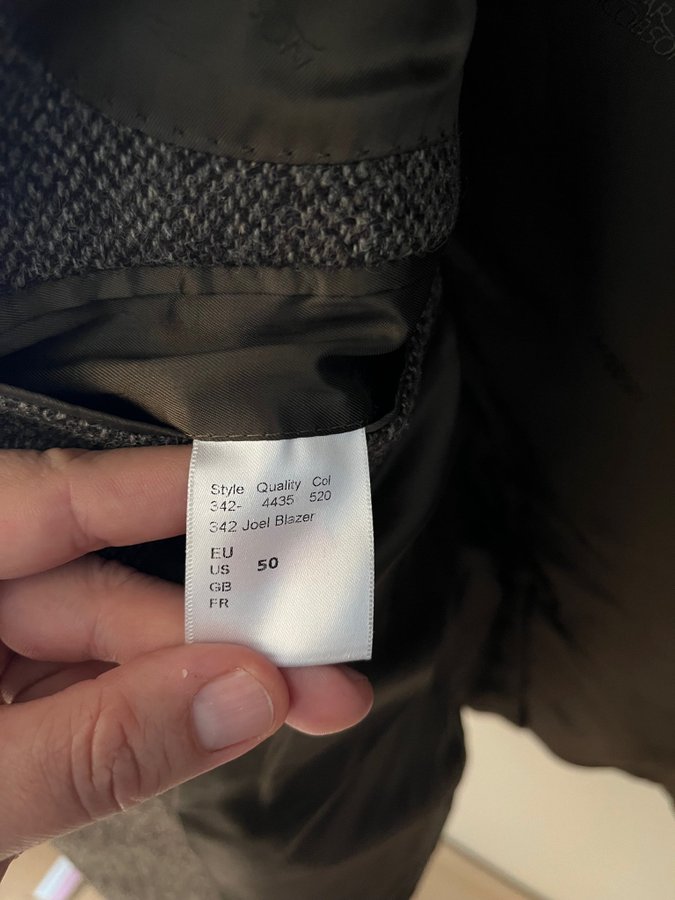 Style Quality Col
342- 4435 520
342 Joel Blazer
EU
US 50
GB
FR